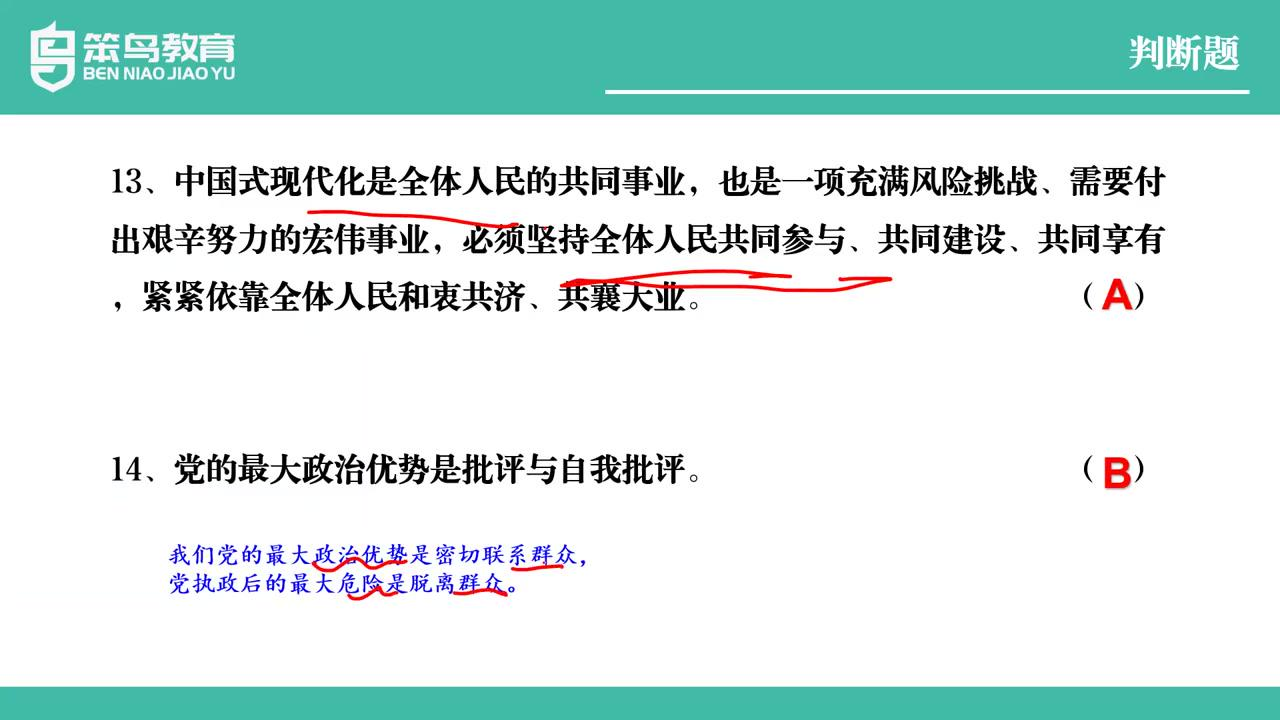 笨鸟教育
BEN NIAO JIAO YU
判断题
13、中国式现代化是全体人民的共同事业，也是一项充满风险挑战、需要付
出艰辛努力的宏伟事业，必须坚持全体人民共同参与、共同建设、共同享有
，紧紧依靠全体人民和衷共济、共襄大业。 （A）
14、党的最大政治优势是批评与自我批评。 （B）
我们党的最大政治优势是密切联系群众，
党执政后的最大危险是脱离群众。